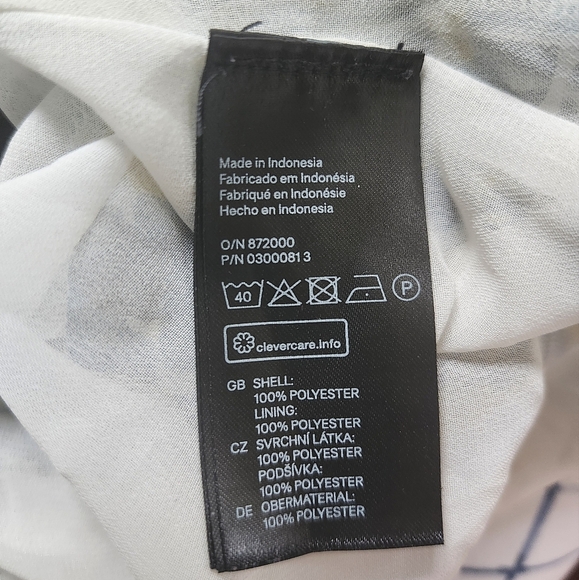 Made in Indonesia
Fabricado em Indonésia
Fabriqué en Indonésie
Hecho en Indonesia
O/N 872000
P/N 03000813
40 P
clevercare.info
GB SHELL:
100% POLYESTER
LINING:
100% POLYESTER
CZ SVRCHNÍ LÁTKA:
100% POLYESTER
PODŠÍVKA:
100% POLYESTER
DE OBERMATERIAL:
100% POLYESTER